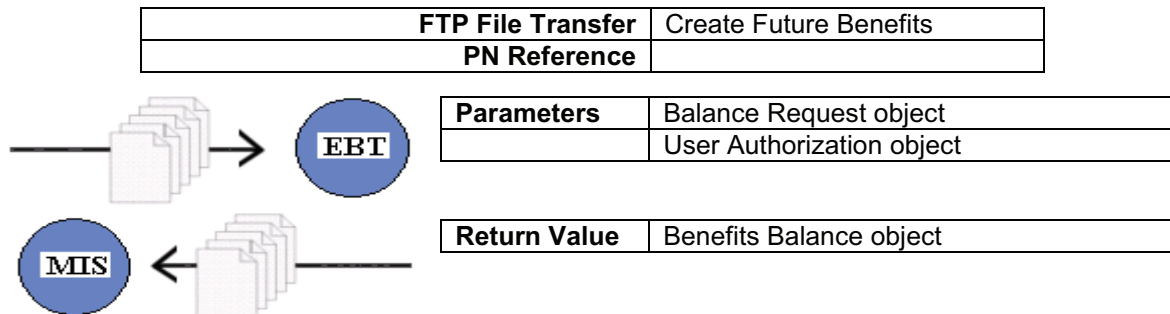 FTP File Transfer Create Future Benefits
PN Reference
EBT
Parameters Balance Request object
User Authorization object
MIS
Return Value Benefits Balance object